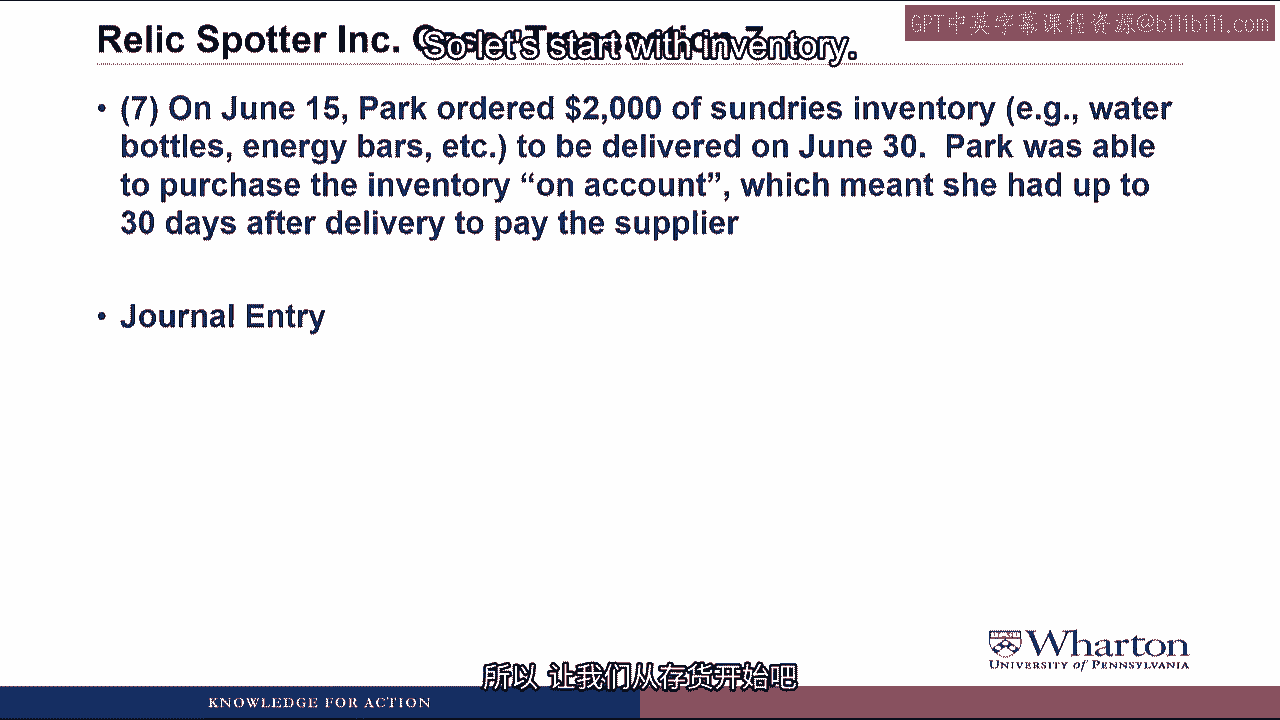 GPT中英字幕课程资源@bilibili.com
Relic Spotter Inc. Case: Transaction 7
So let's start with inventory.
• (7) On June 15, Park ordered $2,000 of sundries inventory (e.g., water
bottles, energy bars, etc.) to be delivered on June 30. Park was able
to purchase the inventory “on account”, which meant she had up to
30 days after delivery to pay the supplier
• Journal Entry
Wharton
UNIVERSITY of PENNSYLVANIA
所以 让我们从存货开始吧
KNOWLEDGE FOR ACTION